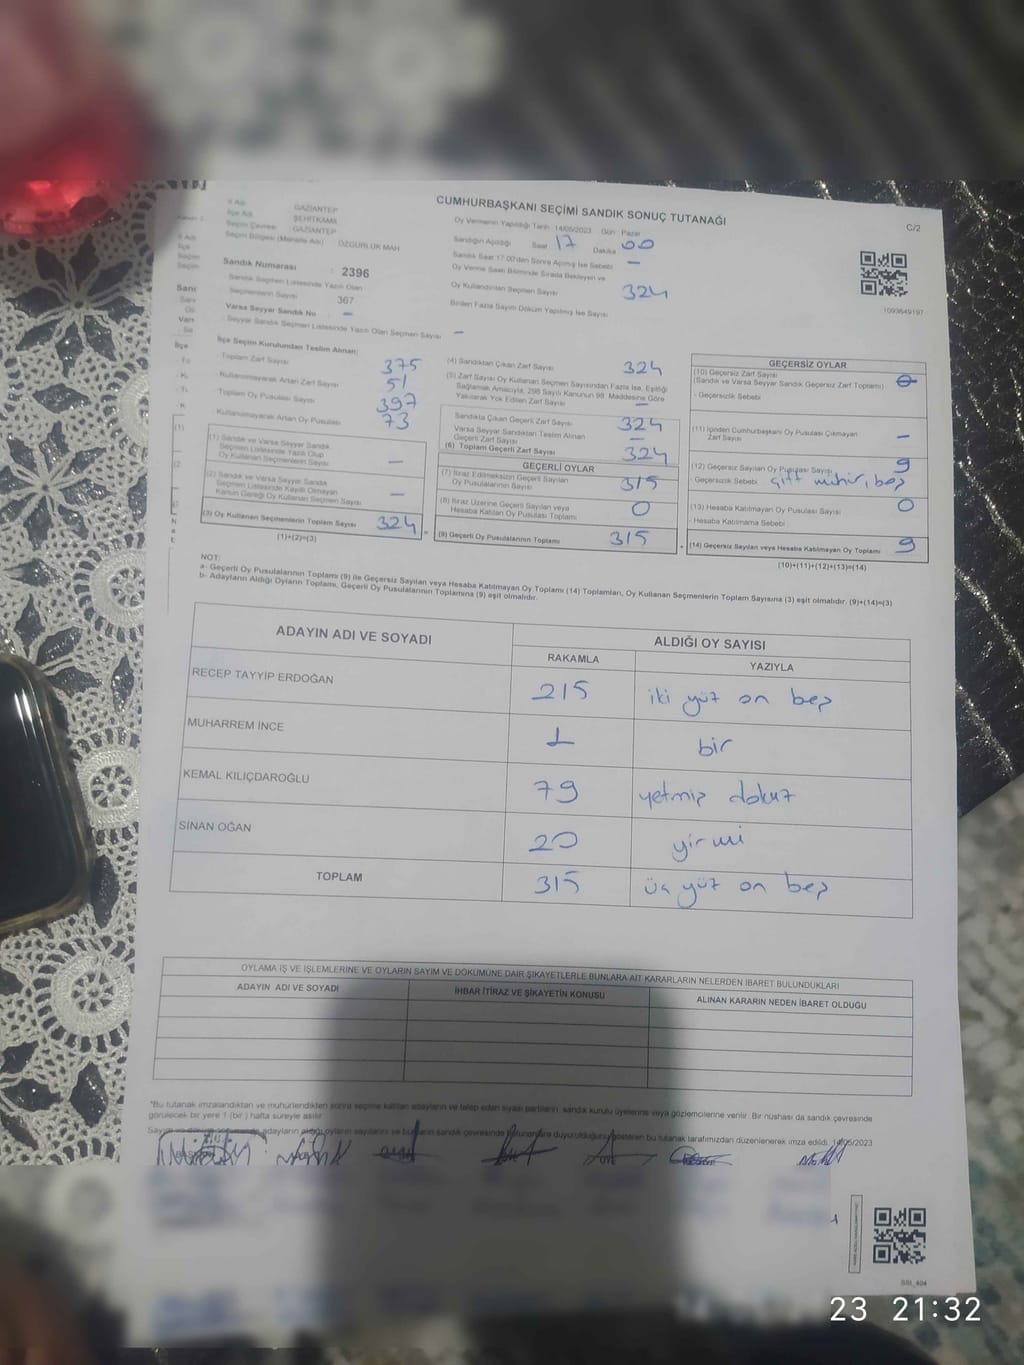 CUMHURBAŞKANI SEÇİMİ SANDIK SONUÇ TUTANAĞI
C/2
İl Adı GAZİANTEP
İlçe Adı ŞEHİTKAMİL
Seçim Çevresi : GAZİANTEP
Seçim Bölgesi (Mahalle Adı) ÖZGÜRLÜK MAH
Sandık Numarası : 2396
Sandık Seçmen Listesinde Yazılı Olan
Seçmenlerin Sayısı 367
Varsa Seyyar Sandık No –
Seyyar Sandık Seçmen Listesinde Yazılı Olan Seçmen Sayısı –
Oy Vermenin Yapıldığı Tarih 14/05/2023 Gün : Pazar
Sandığın Açıldığı Saat 17 Dakika 00
Sandık Saat 17:00'den Sonra Açılmış İse Sebebi –
Oy Verme Saati Bitiminde Sırada Bekleyen ve
Oy Kullandırılan Seçmen Sayısı 324
Birden Fazla Sayım Döküm Yapılmış İse Sayısı
1093649197
İlçe Seçim Kurulundan Teslim Alınan;
Toplam Zarf Sayısı 375
Kullanılmayarak Artan Zarf Sayısı 51
Toplam Oy Pusulası Sayısı 397
Kullanılmayarak Artan Oy Pusulası 73
(1) Sandık ve Varsa Seyyar Sandık
Seçmen Listesinde Yazılı Olup
Oy Kullanan Seçmenlerin Sayısı –
(2) Sandık ve Varsa Seyyar Sandık
Seçmen Listesinde Kayıtlı Olmayan
Kanun Gereği Oy Kullanan Seçmen Sayısı –
(3) Oy Kullanan Seçmenlerin Toplam Sayısı 324
(1)+(2)=(3)
(4) Sandıktan Çıkan Zarf Sayısı 324
(5) Zarf Sayısı Oy Kullanan Seçmen Sayısından Fazla İse, Eşitliği
Sağlamak Amacıyla, 298 Sayılı Kanunun 98. Maddesine Göre
Yakılarak Yok Edilen Zarf Sayısı –
Sandıkta Çıkan Geçerli Zarf Sayısı 324
Varsa Seyyar Sandıktan Teslim Alınan
Geçerli Zarf Sayısı –
(6) Toplam Geçerli Zarf Sayısı 324
GEÇERLİ OYLAR
(7) İtiraz Edilmeksizin Geçerli Sayılan
Oy Pusulalarının Sayısı 315
(8) İtiraz Üzerine Geçerli Sayılan veya
Hesaba Katılan Oy Pusulası Toplamı 0
(9) Geçerli Oy Pusulalarının Toplamı 315
GEÇERSİZ OYLAR
(10) Geçersiz Zarf Sayısı
(Sandık ve Varsa Seyyar Sandık Geçersiz Zarf Toplamı)
- Geçersizlik Sebebi
(11) İçinden Cumhurbaşkanı Oy Pusulası Çıkmayan
Zarf Sayısı –
(12) Geçersiz Sayılan Oy Pusulası Sayısı 9
- Geçersizlik Sebebi çift mühür, boş
(13) Hesaba Katılmayan Oy Pusulası Sayısı 0
- Hesaba Katılmama Sebebi
(14) Geçersiz Sayılan veya Hesaba Katılmayan Oy Toplamı 9
(10)+(11)+(12)+(13)=(14)
NOT:
a- Geçerli Oy Pusulalarının Toplamı (9) ile Geçersiz Sayılan veya Hesaba Katılmayan Oy Toplamı (14) Toplamları, Oy Kullanan Seçmenlerin Toplam Sayısına (3) eşit olmalıdır. (9)+(14)=(3)
b- Adayların Aldığı Oyların Toplamı, Geçerli Oy Pusulalarının Toplamına (9) eşit olmalıdır.
ADAYIN ADI VE SOYADI ALDIĞI OY SAYISI
RAKAMLA YAZIYLA
RECEP TAYYİP ERDOĞAN 215 iki yüz on beş
MUHARREM İNCE 1 bir
KEMAL KILIÇDAROĞLU 79 yetmiş dokuz
SİNAN OĞAN 20 yirmi
TOPLAM 315 üç yüz on beş
OYLAMA İŞ VE İŞLEMLERİNE VE OYLARIN SAYIM VE DÖKÜMÜNE DAİR ŞİKAYETLERLE BUNLARA AİT KARARLARIN NELERDEN İBARET BULUNDUKLARI
ADAYIN ADI VE SOYADI İHBAR İTİRAZ VE ŞİKAYETİN KONUSU ALINAN KARARIN NEDEN İBARET OLDUĞU
*Bu tutanak imzalandıktan ve mühürlendikten sonra seçime katılan adayların ve talep eden siyasi partilerin sandık kurulu üyelerine veya gözlemcilerine verilir. Bir nüshası da sandık çevresinde
görülecek bir yere 1 (bir) hafta süreyle asılır.
adayların aldığı oyların sayılarını ve bunların sandık çevresinde bulunanlara duyurulduğunu gösteren bu tutanak tarafımızdan düzenlenerek imza edildi. 14/05/2023
SSI_404
23 21:32